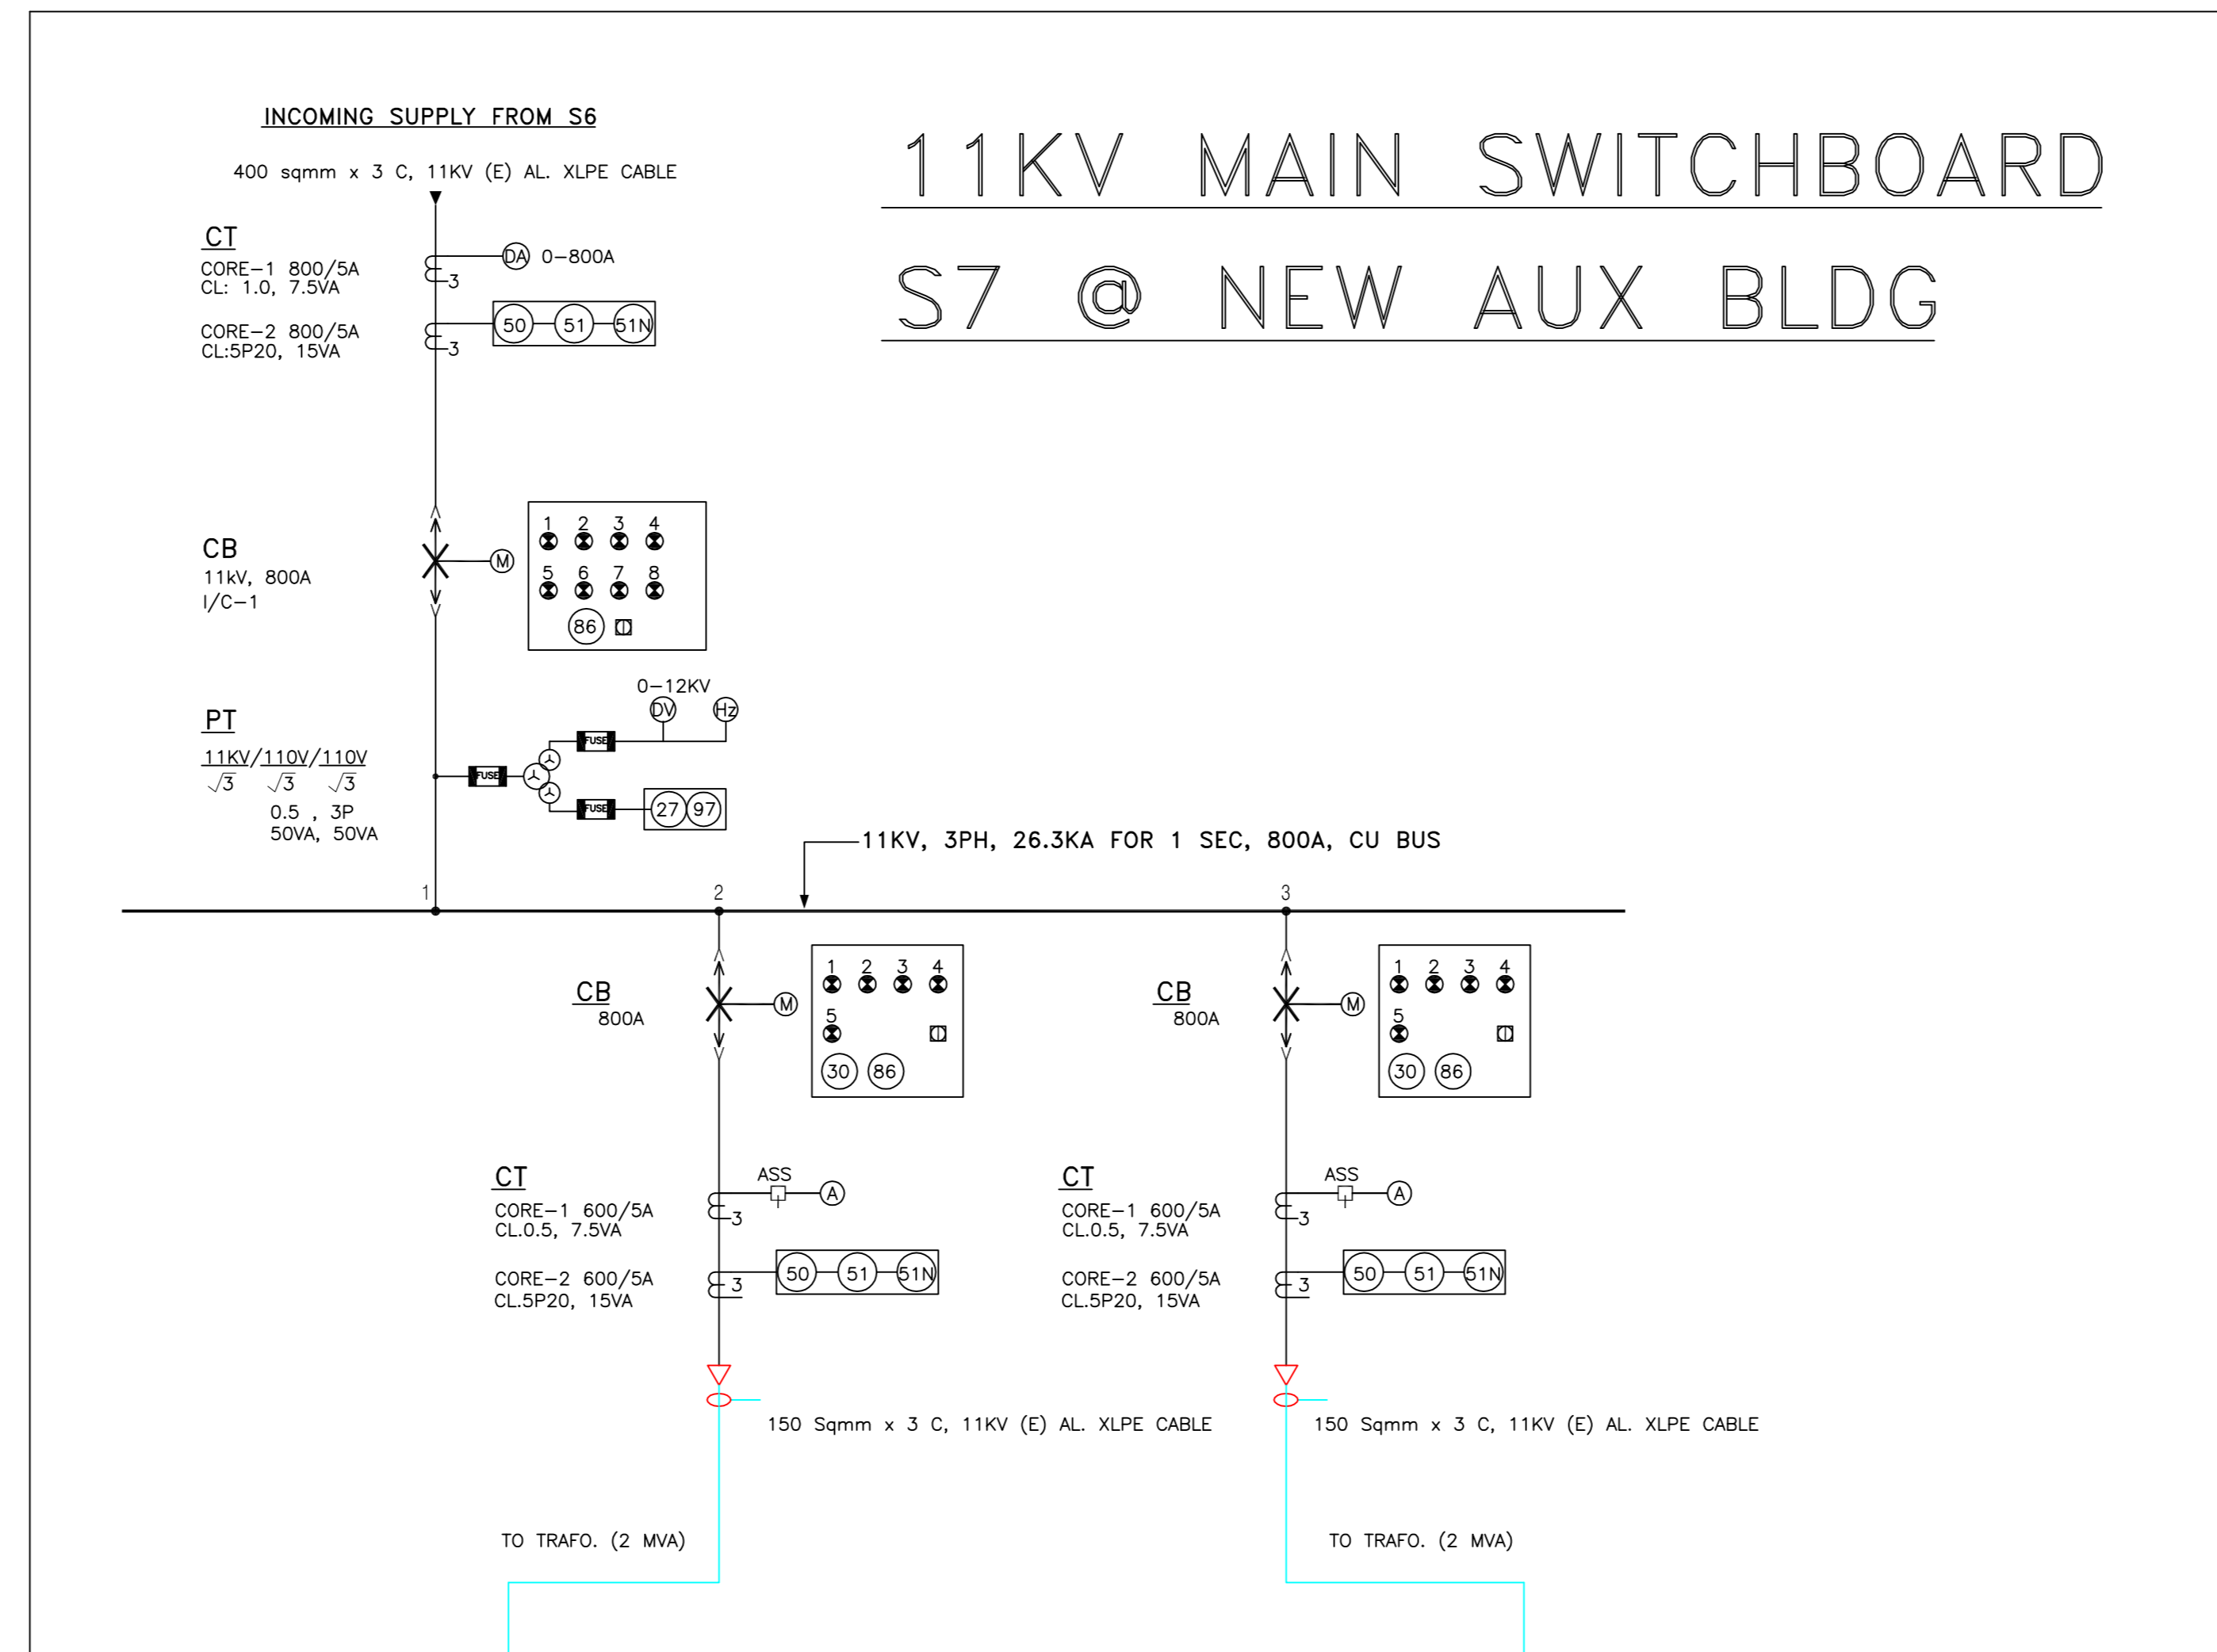 INCOMING SUPPLY FROM S6
400 sqmm x 3 C, 11KV (E) AL. XLPE CABLE
11KV MAIN SWITCHBOARD
S7 @ NEW AUX BLDG
CT
CORE-1 800/5A
CL: 1.0, 7.5VA
3
DA 0-800A
CORE-2 800/5A
CL:5P20, 15VA
3
50 51 51N
CB
11kV, 800A
I/C-1
M
1 2 3 4
5 6 7 8
86
PT
11KV/110V/110V
√3 √3 √3
0.5 , 3P
50VA, 50VA
0-12KV
DV Hz
FUSE
FUSE
FUSE
27 97
11KV, 3PH, 26.3KA FOR 1 SEC, 800A, CU BUS
1 2 3
CB
800A
M
1 2 3 4
5
30 86
CB
800A
M
1 2 3 4
5
30 86
CT
CORE-1 600/5A
CL.0.5, 7.5VA
3
ASS
A
CORE-2 600/5A
CL.5P20, 15VA
3
50 51 51N
CT
CORE-1 600/5A
CL.0.5, 7.5VA
3
ASS
A
CORE-2 600/5A
CL.5P20, 15VA
3
50 51 51N
150 Sqmm x 3 C, 11KV (E) AL. XLPE CABLE
150 Sqmm x 3 C, 11KV (E) AL. XLPE CABLE
TO TRAFO. (2 MVA)
TO TRAFO. (2 MVA)